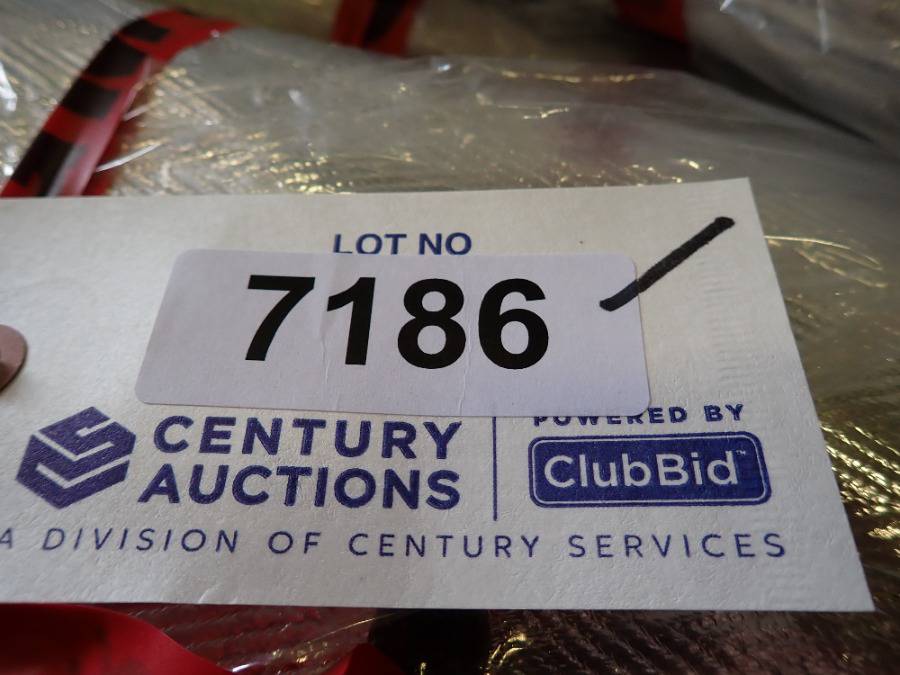 LOT NO
7186
CENTURY
AUCTIONS
POWERED BY
ClubBid™
A DIVISION OF CENTURY SERVICES